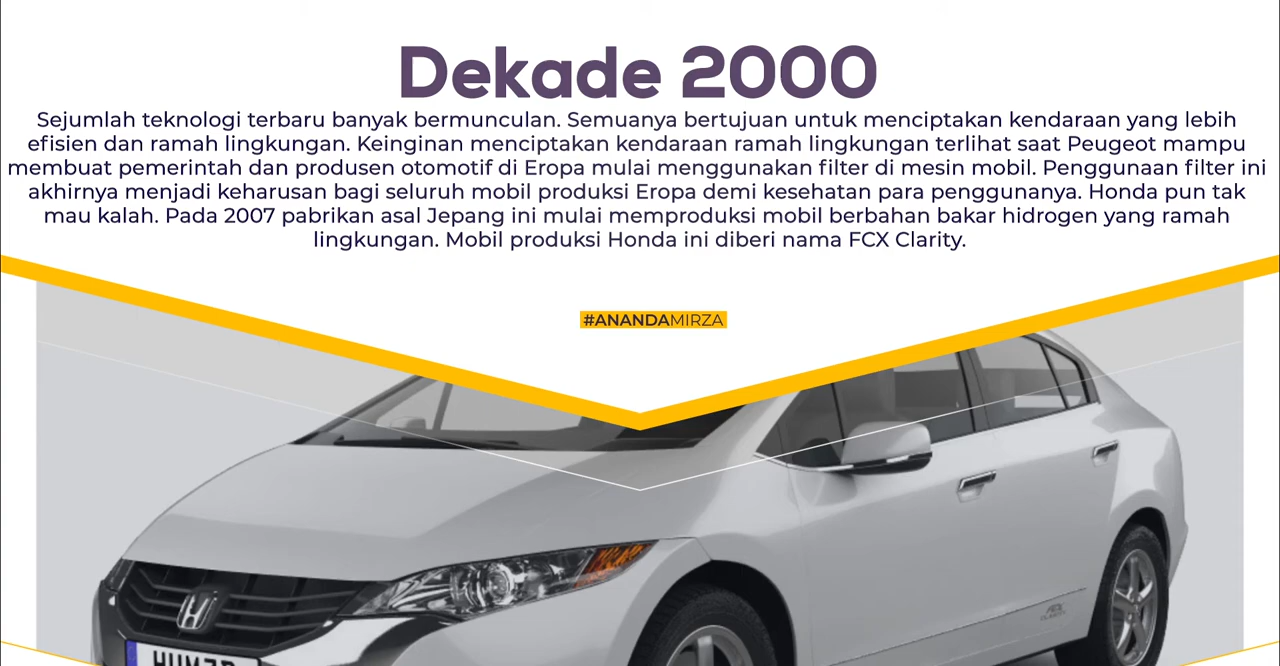 Dekade 2000
Sejumlah teknologi terbaru banyak bermunculan. Semuanya bertujuan untuk menciptakan kendaraan yang lebih
efisien dan ramah lingkungan. Keinginan menciptakan kendaraan ramah lingkungan terlihat saat Peugeot mampu
membuat pemerintah dan produsen otomotif di Eropa mulai menggunakan filter di mesin mobil. Penggunaan filter ini
akhirnya menjadi keharusan bagi seluruh mobil produksi Eropa demi kesehatan para penggunanya. Honda pun tak
mau kalah. Pada 2007 pabrikan asal Jepang ini mulai memproduksi mobil berbahan bakar hidrogen yang ramah
lingkungan. Mobil produksi Honda ini diberi nama FCX Clarity.
#ANANDAMIRZA